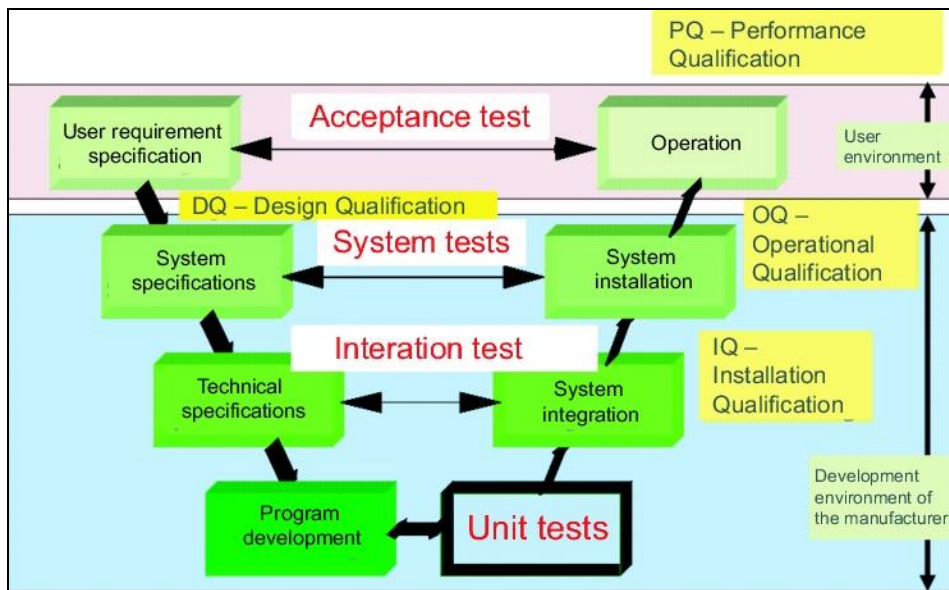 PQ – Performance
Qualification
User requirement
specification
Acceptance test
Operation
User
environment
DQ – Design Qualification
System
specifications
System tests
System
installation
OQ –
Operational
Qualification
Technical
specifications
Interation test
System
integration
IQ –
Installation
Qualification
Program
development
Unit tests
Development
environment of
the manufacturer